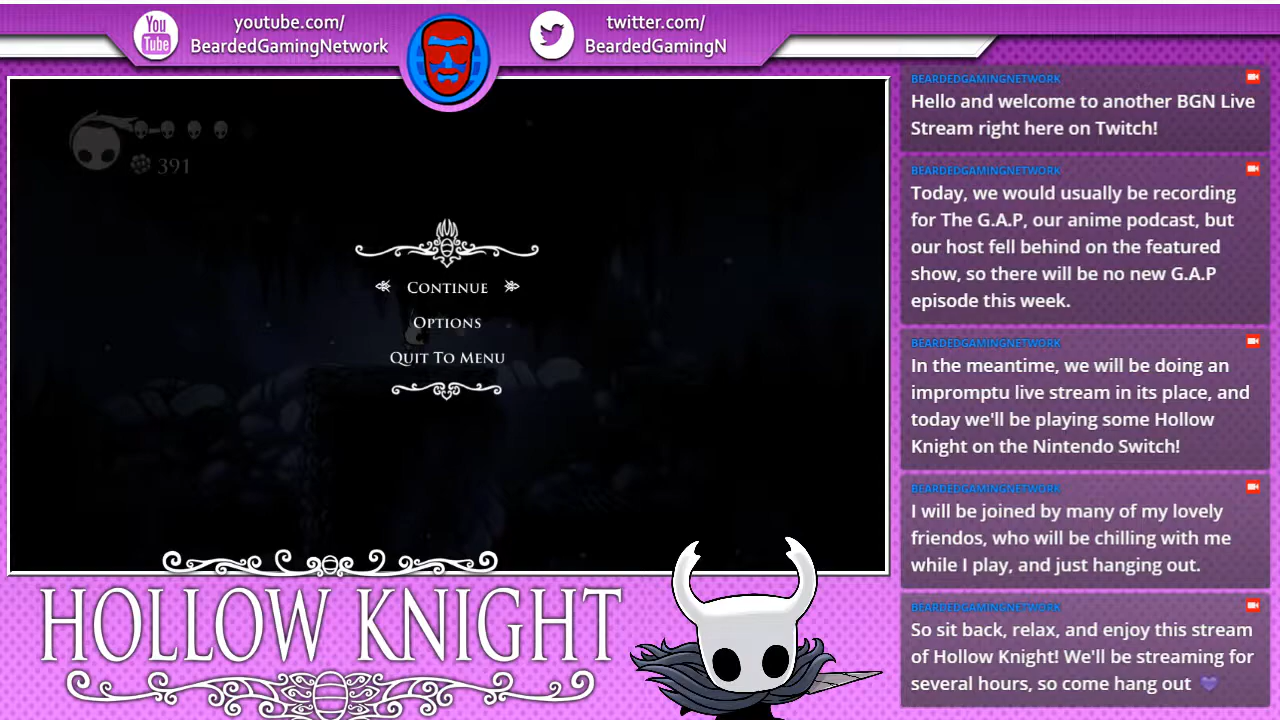 youtube.com/
BeardedGamingNetwork
You
Tube
twitter.com/
BeardedGamingN
391
CONTINUE
OPTIONS
QUIT TO MENU
HOLLOW KNIGHT
BEARDEDGAMINGNETWORK
Hello and welcome to another BGN Live
Stream right here on Twitch!
BEARDEDGAMINGNETWORK
Today, we would usually be recording
for The G.A.P, our anime podcast, but
our host fell behind on the featured
show, so there will be no new G.A.P
episode this week.
BEARDEDGAMINGNETWORK
In the meantime, we will be doing an
impromptu live stream in its place, and
today we'll be playing some Hollow
Knight on the Nintendo Switch!
BEARDEDGAMINGNETWORK
I will be joined by many of my lovely
friendos, who will be chilling with me
while I play, and just hanging out.
BEARDEDGAMINGNETWORK
So sit back, relax, and enjoy this stream
of Hollow Knight! We'll be streaming for
several hours, so come hang out 💜